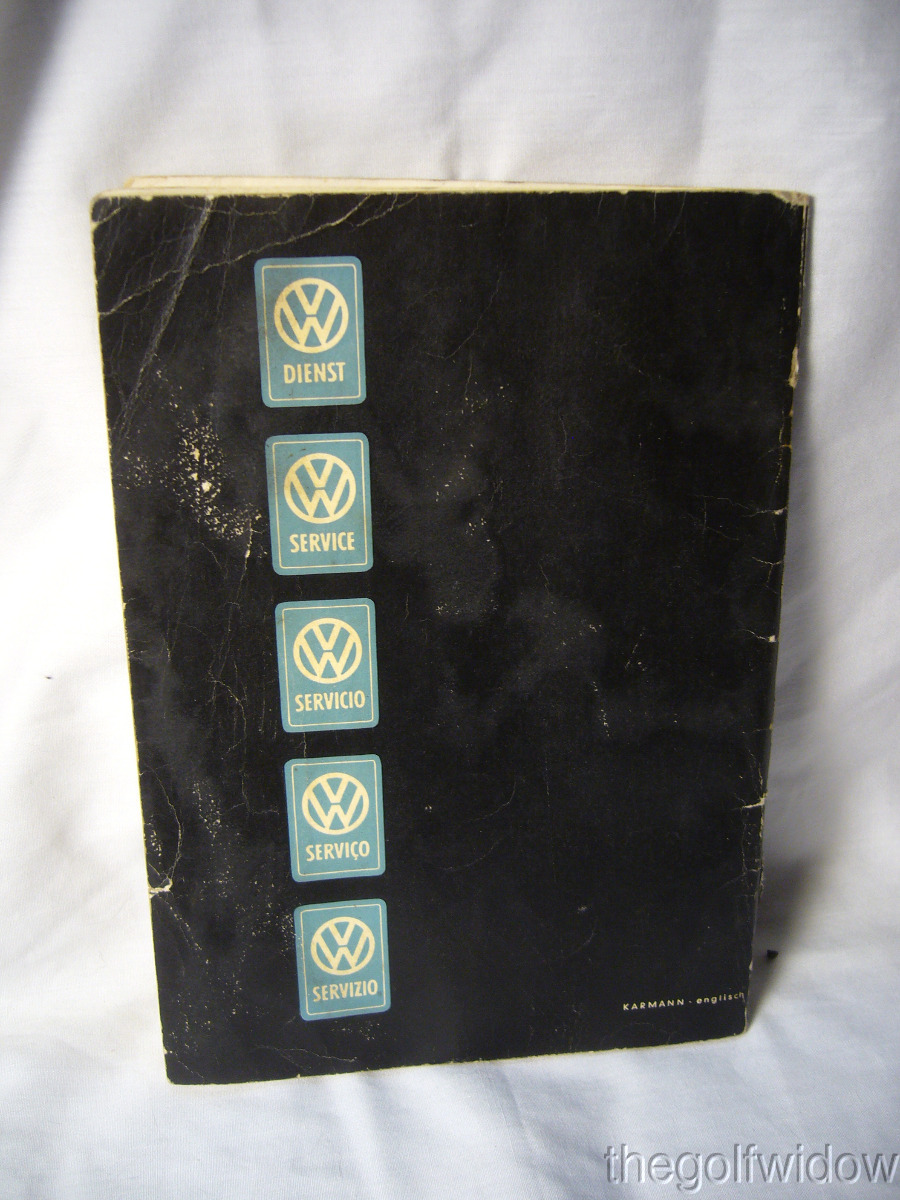 VW
DIENST
VW
SERVICE
VW
SERVICIO
VW
SERVIÇO
VW
SERVIZIO
KARMANN - englisch
thegolfwidow